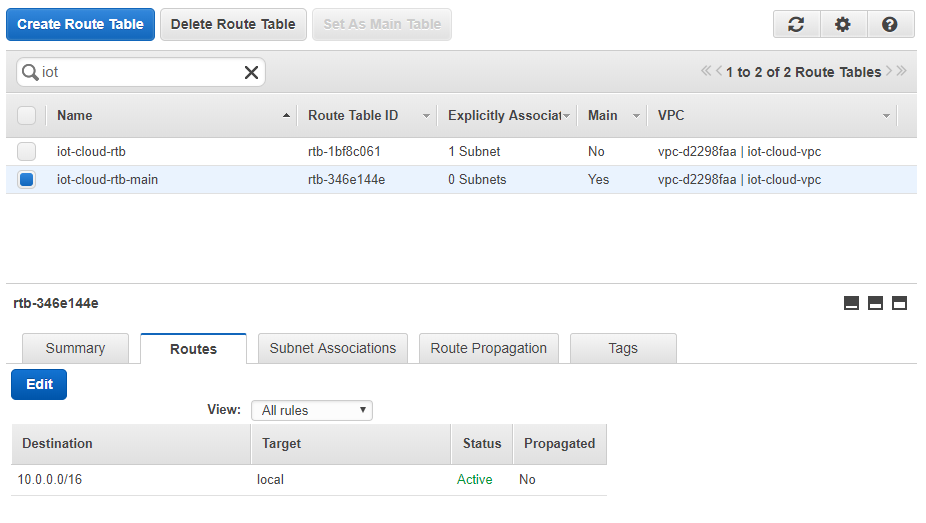 Create Route Table Delete Route Table Set As Main Table
iot 1 to 2 of 2 Route Tables
Name Route Table ID Explicitly Associat Main VPC
iot-cloud-rtb rtb-1bf8c061 1 Subnet No vpc-d2298faa | iot-cloud-vpc
iot-cloud-rtb-main rtb-346e144e 0 Subnets Yes vpc-d2298faa | iot-cloud-vpc
rtb-346e144e
Summary Routes Subnet Associations Route Propagation Tags
Edit
View: All rules
Destination Target Status Propagated
10.0.0.0/16 local Active No